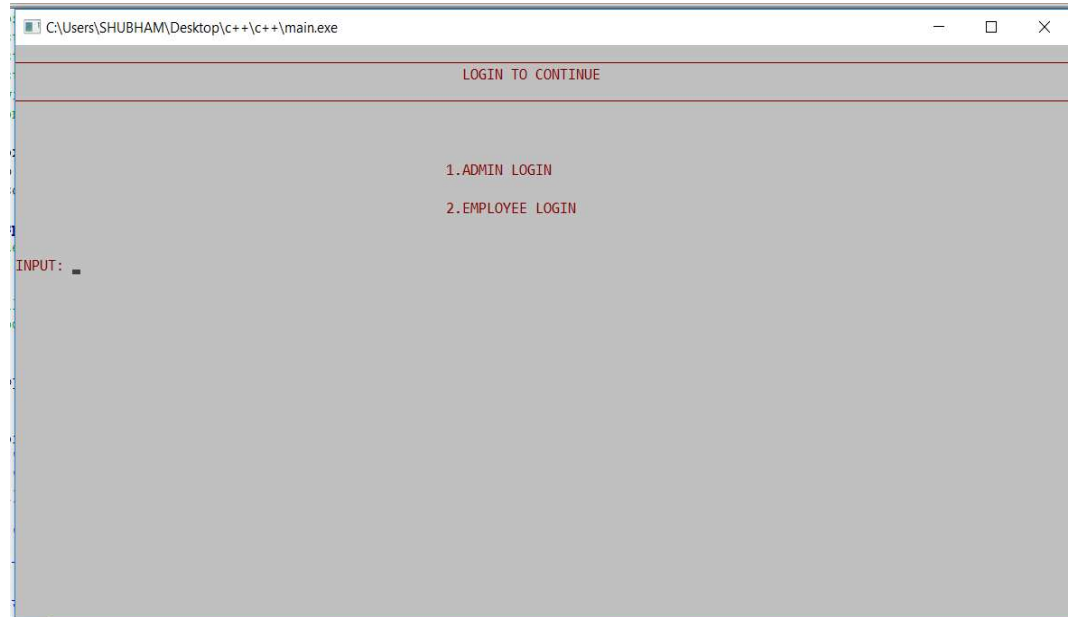 C:\Users\SHUBHAM\Desktop\c++\c++\main.exe
LOGIN TO CONTINUE
1.ADMIN LOGIN
2.EMPLOYEE LOGIN
INPUT: